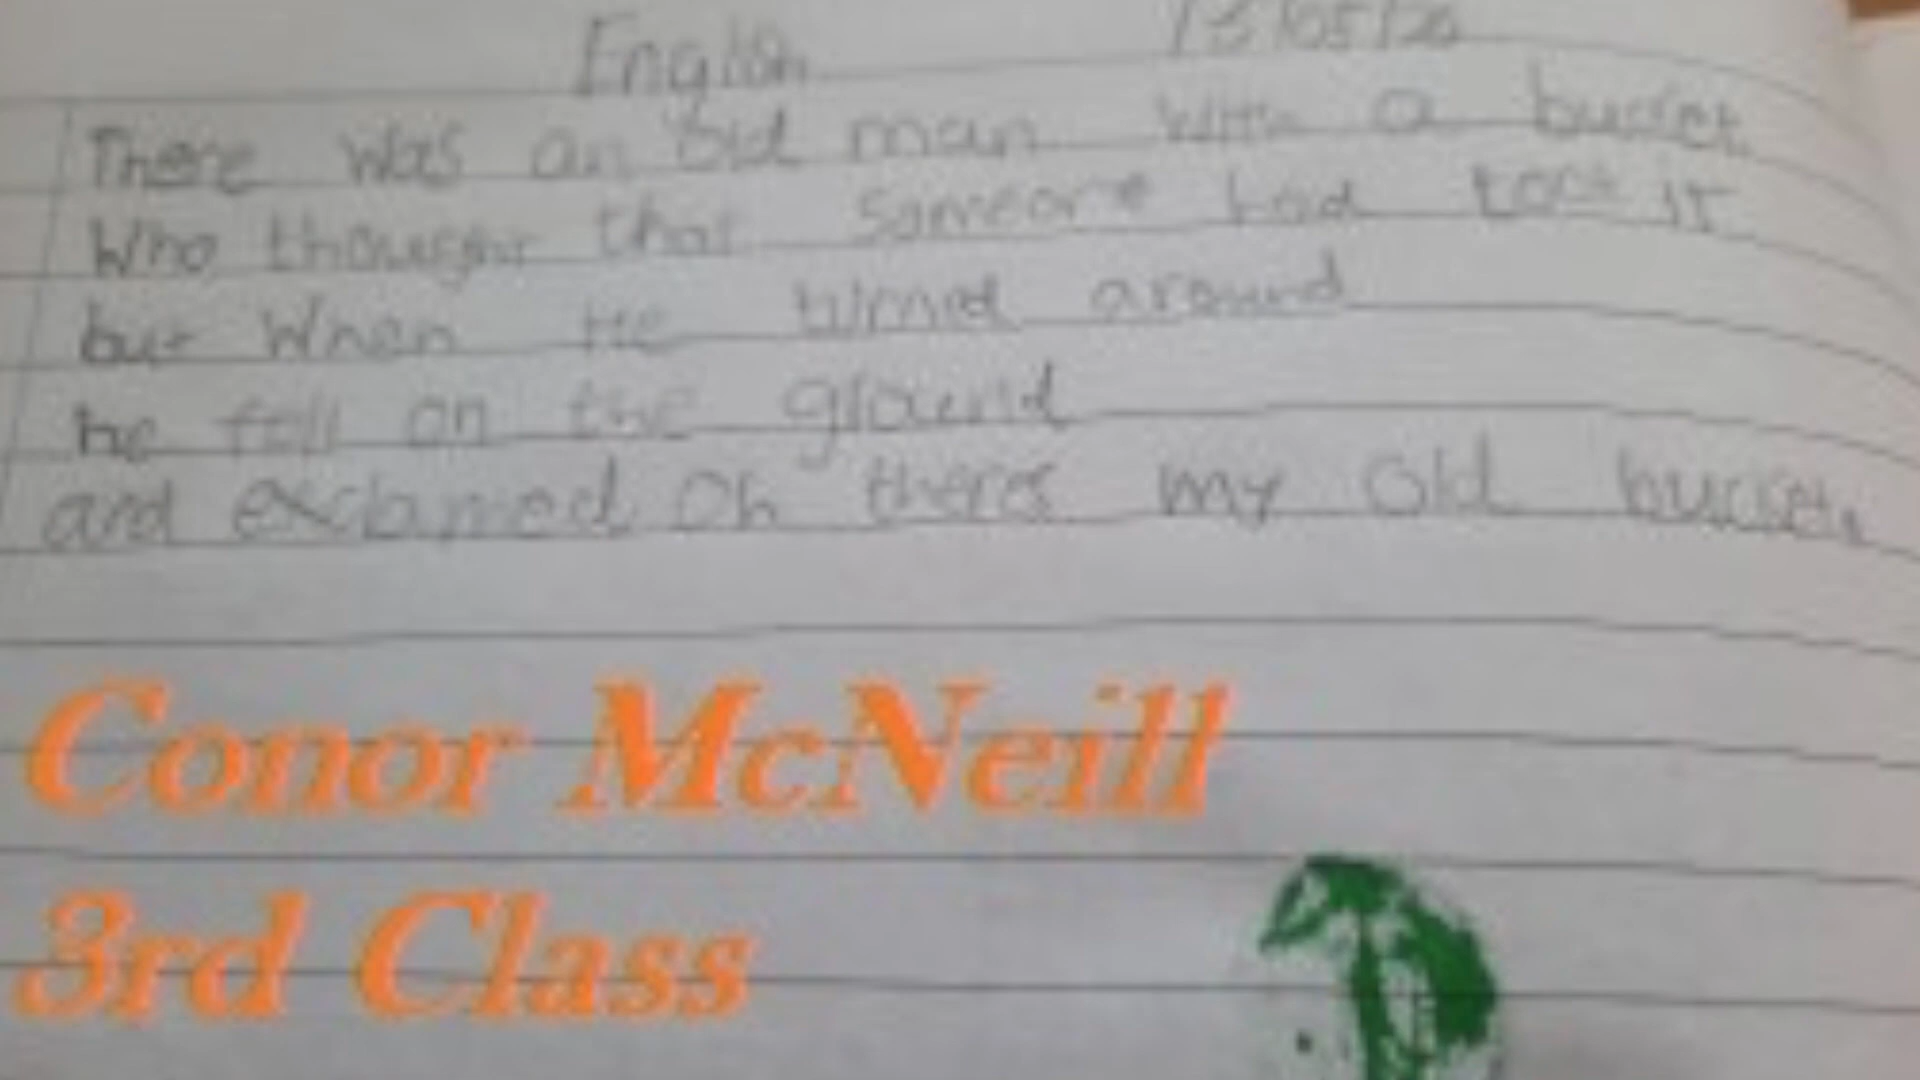 English 13/05/20
There was an old man with a bucket
Who thought that someone had took it
but when He turned around
he fell on the ground
and exclamed Oh there's my old bucket.
Conor McNeill
3rd Class